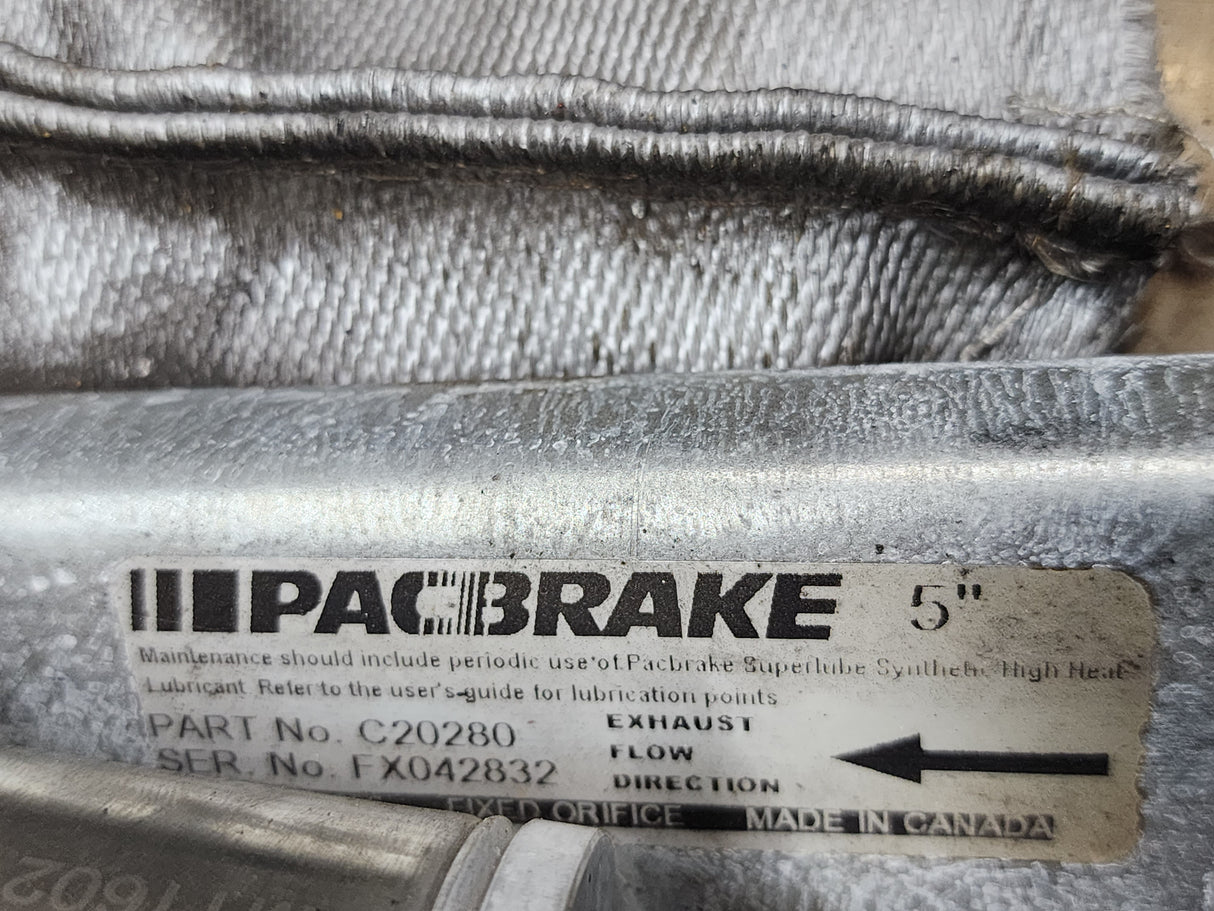 PACBRAKE 5"
Maintenance should include periodic use of Pacbrake Superlube Synthetic High Heat
Lubricant. Refer to the user's guide for lubrication points
PART No. C20280
SER. No. FX042832
EXHAUST
FLOW
DIRECTION
FIXED ORIFICE MADE IN CANADA